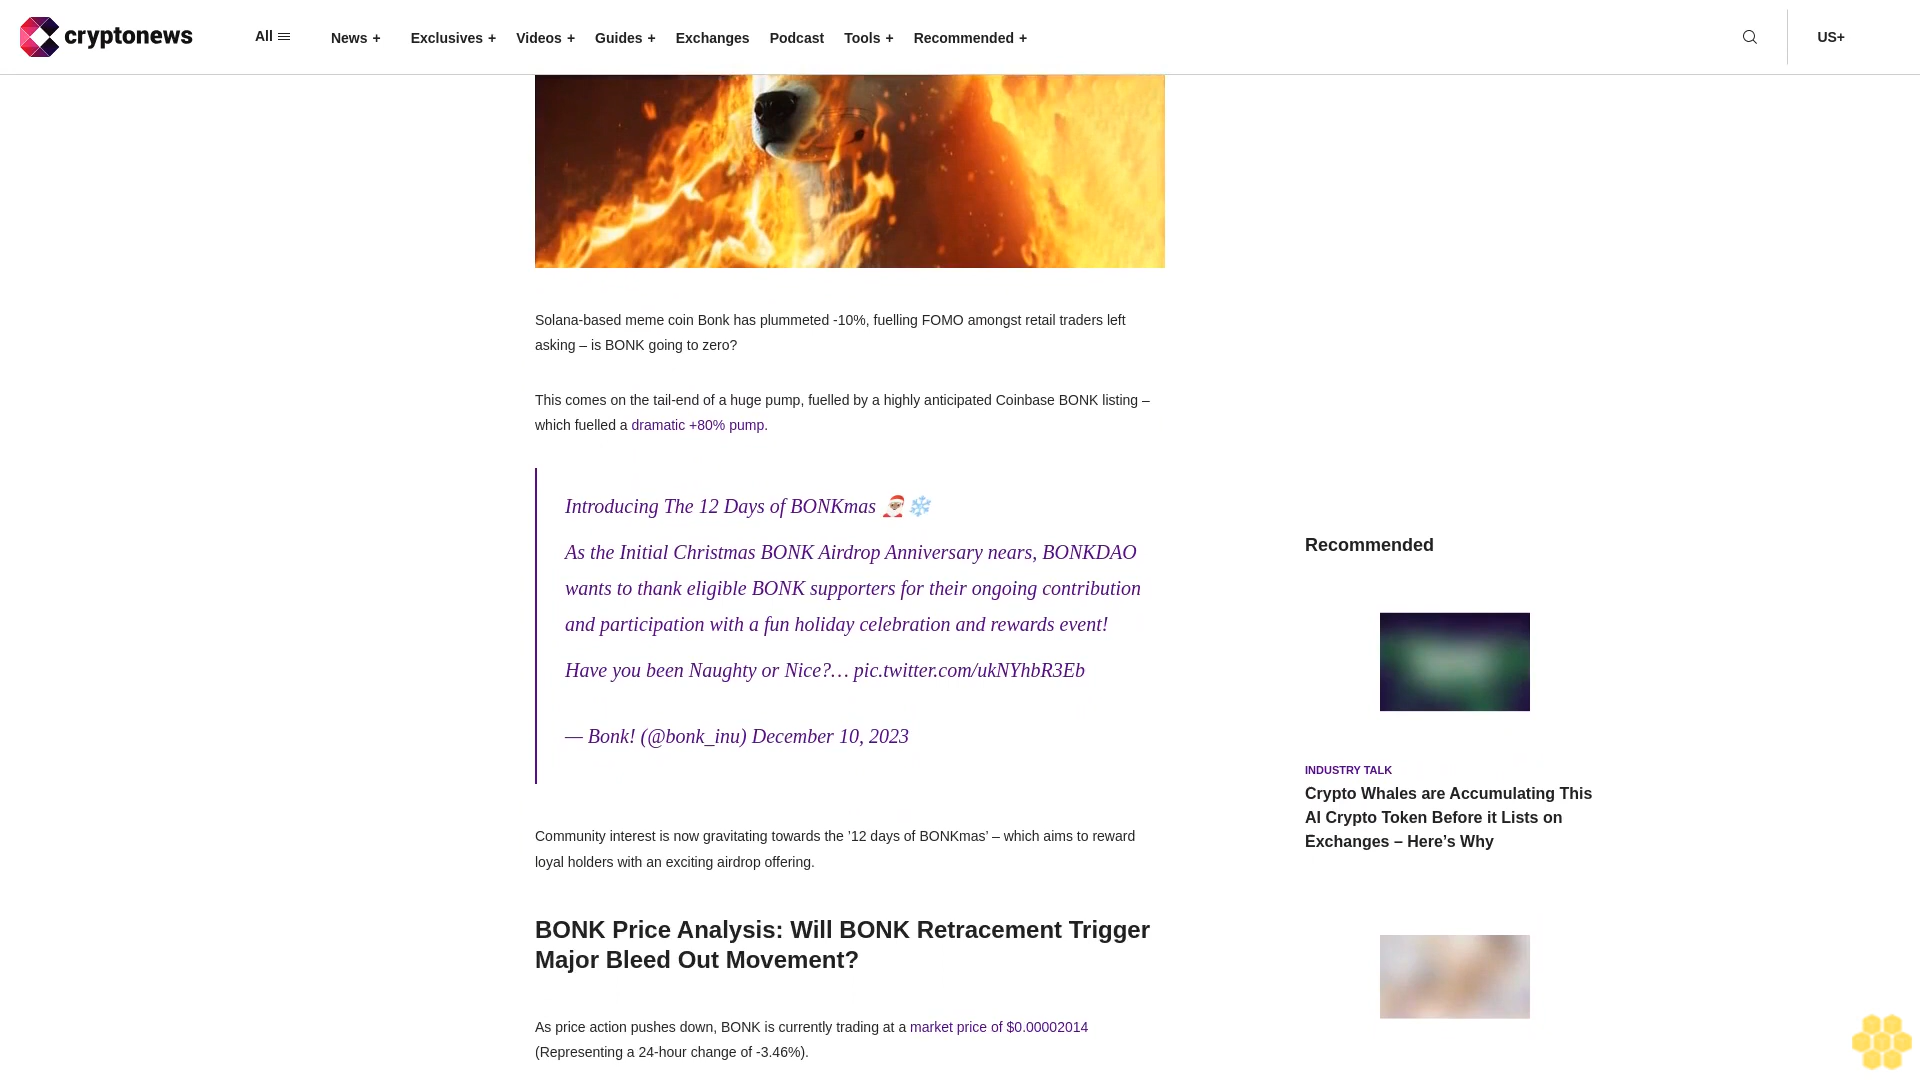 cryptonews
All
News +
Exclusives +
Videos +
Guides +
Exchanges
Podcast
Tools +
Recommended +
US+
Solana-based meme coin Bonk has plummeted -10%, fuelling FOMO amongst retail traders left
asking – is BONK going to zero?
This comes on the tail-end of a huge pump, fuelled by a highly anticipated Coinbase BONK listing –
which fuelled a dramatic +80% pump.
Introducing The 12 Days of BONKmas 🎅🏼❄️
As the Initial Christmas BONK Airdrop Anniversary nears, BONKDAO
wants to thank eligible BONK supporters for their ongoing contribution
and participation with a fun holiday celebration and rewards event!
Have you been Naughty or Nice?… pic.twitter.com/ukNYhbR3Eb
— Bonk! (@bonk_inu) December 10, 2023
Community interest is now gravitating towards the ’12 days of BONKmas’ – which aims to reward
loyal holders with an exciting airdrop offering.
BONK Price Analysis: Will BONK Retracement Trigger
Major Bleed Out Movement?
As price action pushes down, BONK is currently trading at a market price of $0.00002014
(Representing a 24-hour change of -3.46%).
Recommended
INDUSTRY TALK
Crypto Whales are Accumulating This
AI Crypto Token Before it Lists on
Exchanges – Here’s Why